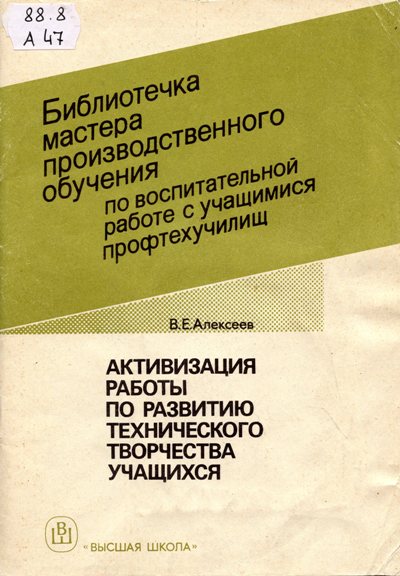 88.8
А 47
Библиотечка
мастера
производственного
обучения
по воспитательной
работе с учащимися
профтехучилищ
В.Е.Алексеев
АКТИВИЗАЦИЯ
РАБОТЫ
ПО РАЗВИТИЮ
ТЕХНИЧЕСКОГО
ТВОРЧЕСТВА
УЧАЩИХСЯ
ВШ
«ВЫСШАЯ ШКОЛА»